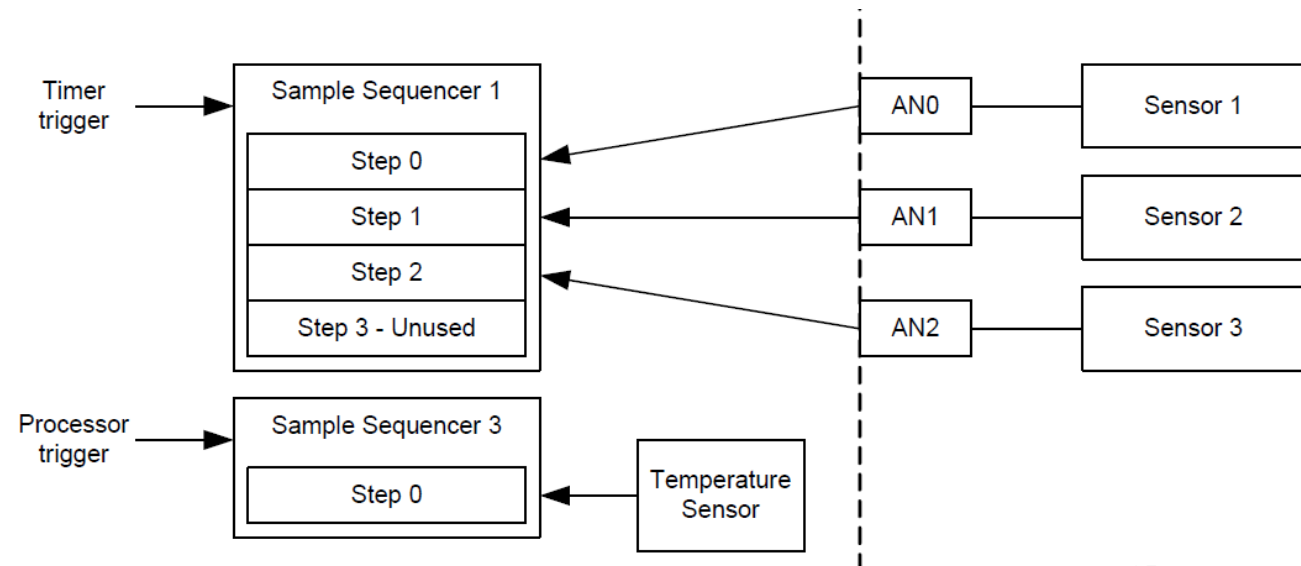 Timer
trigger
Sample Sequencer 1
Step 0
Step 1
Step 2
Step 3 - Unused
AN0
Sensor 1
AN1
Sensor 2
AN2
Sensor 3
Processor
trigger
Sample Sequencer 3
Step 0
Temperature
Sensor